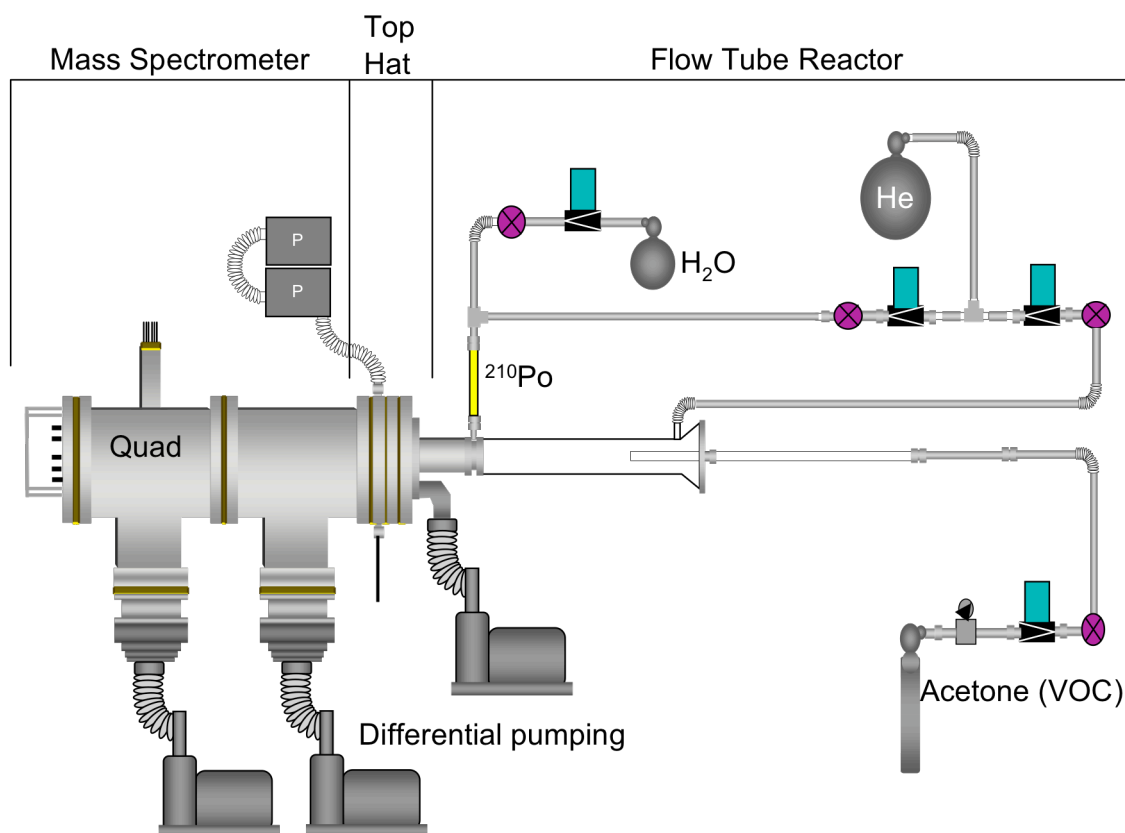 Top
Hat
Mass Spectrometer
Flow Tube Reactor
He
P
H₂O
P
²¹⁰Po
Quad
Acetone (VOC)
Differential pumping